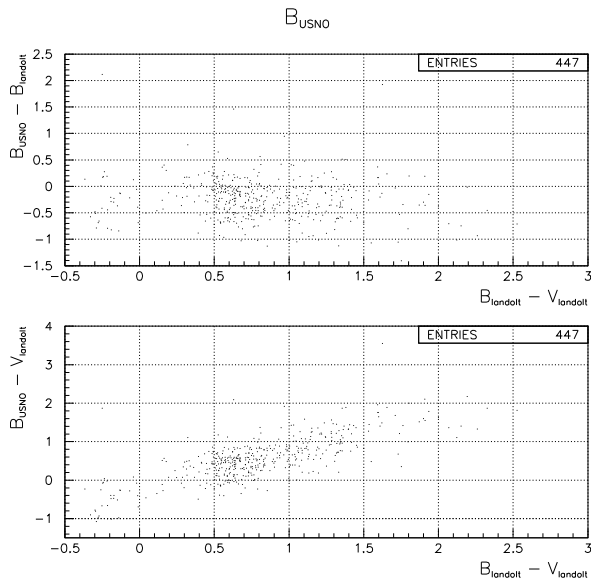 B_USNO
ENTRIES 447
B_USNO − B_landolt
2.5
2
1.5
1
0.5
0
−0.5
−1
−1.5
−0.5 0 0.5 1 1.5 2 2.5 3
B_landolt − V_landolt
ENTRIES 447
B_USNO − V_landolt
4
3
2
1
0
−1
−0.5 0 0.5 1 1.5 2 2.5 3
B_landolt − V_landolt